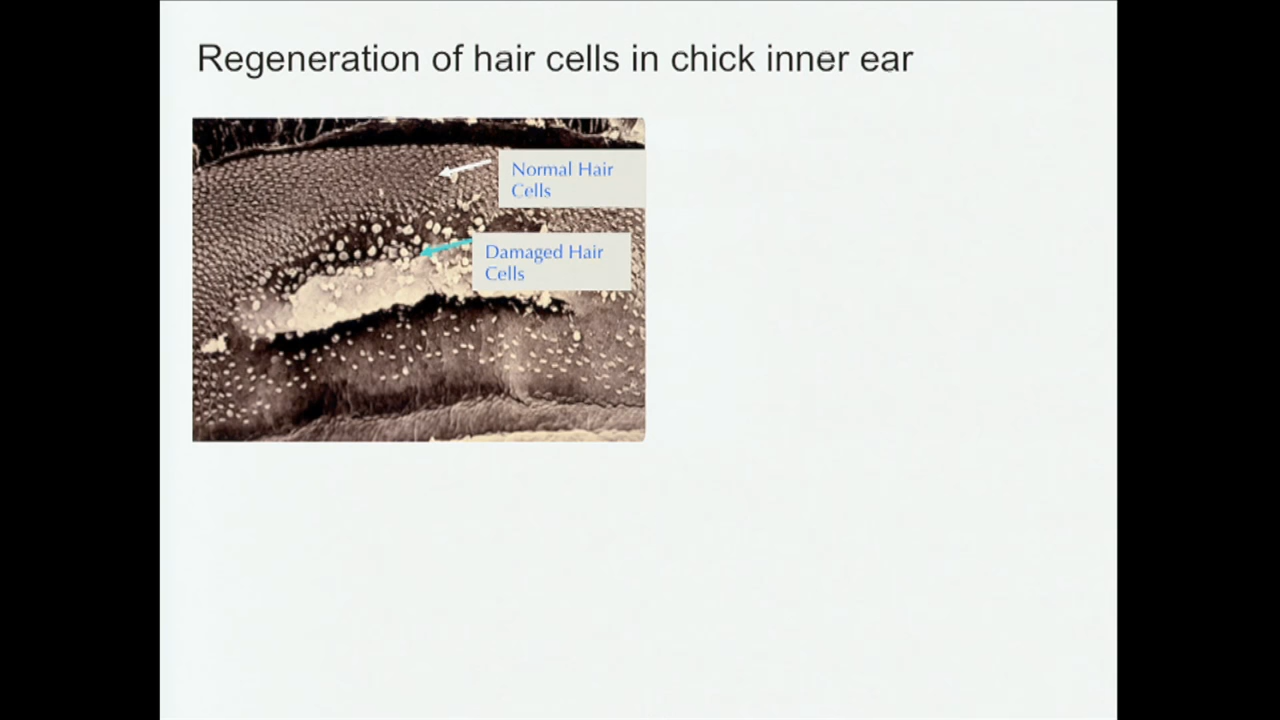 Regeneration of hair cells in chick inner ear
Normal Hair
Cells
Damaged Hair
Cells